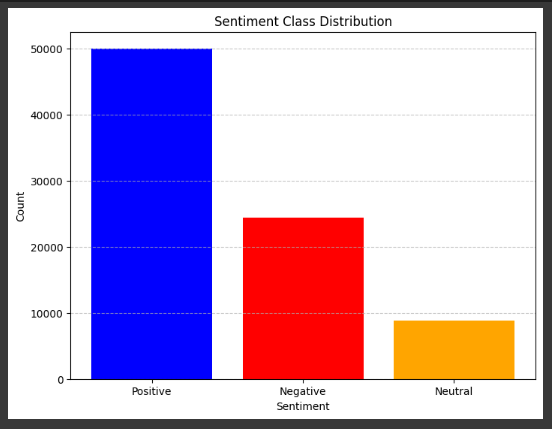 Sentiment Class Distribution
50000
40000
30000
20000
10000
0
Count
Positive Negative Neutral
Sentiment